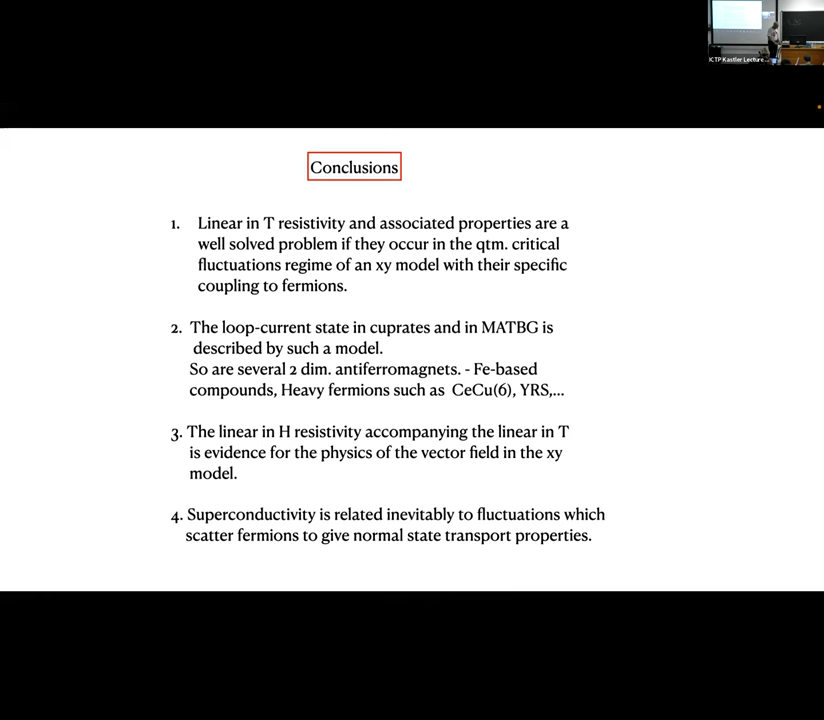 ICTP Kastler Lecture ...
Conclusions
1. Linear in T resistivity and associated properties are a
well solved problem if they occur in the qtm. critical
fluctuations regime of an xy model with their specific
coupling to fermions.
2. The loop-current state in cuprates and in MATBG is
described by such a model.
So are several 2 dim. antiferromagnets. - Fe-based
compounds, Heavy fermions such as CeCu(6), YRS,...
3. The linear in H resistivity accompanying the linear in T
is evidence for the physics of the vector field in the xy
model.
4. Superconductivity is related inevitably to fluctuations which
scatter fermions to give normal state transport properties.